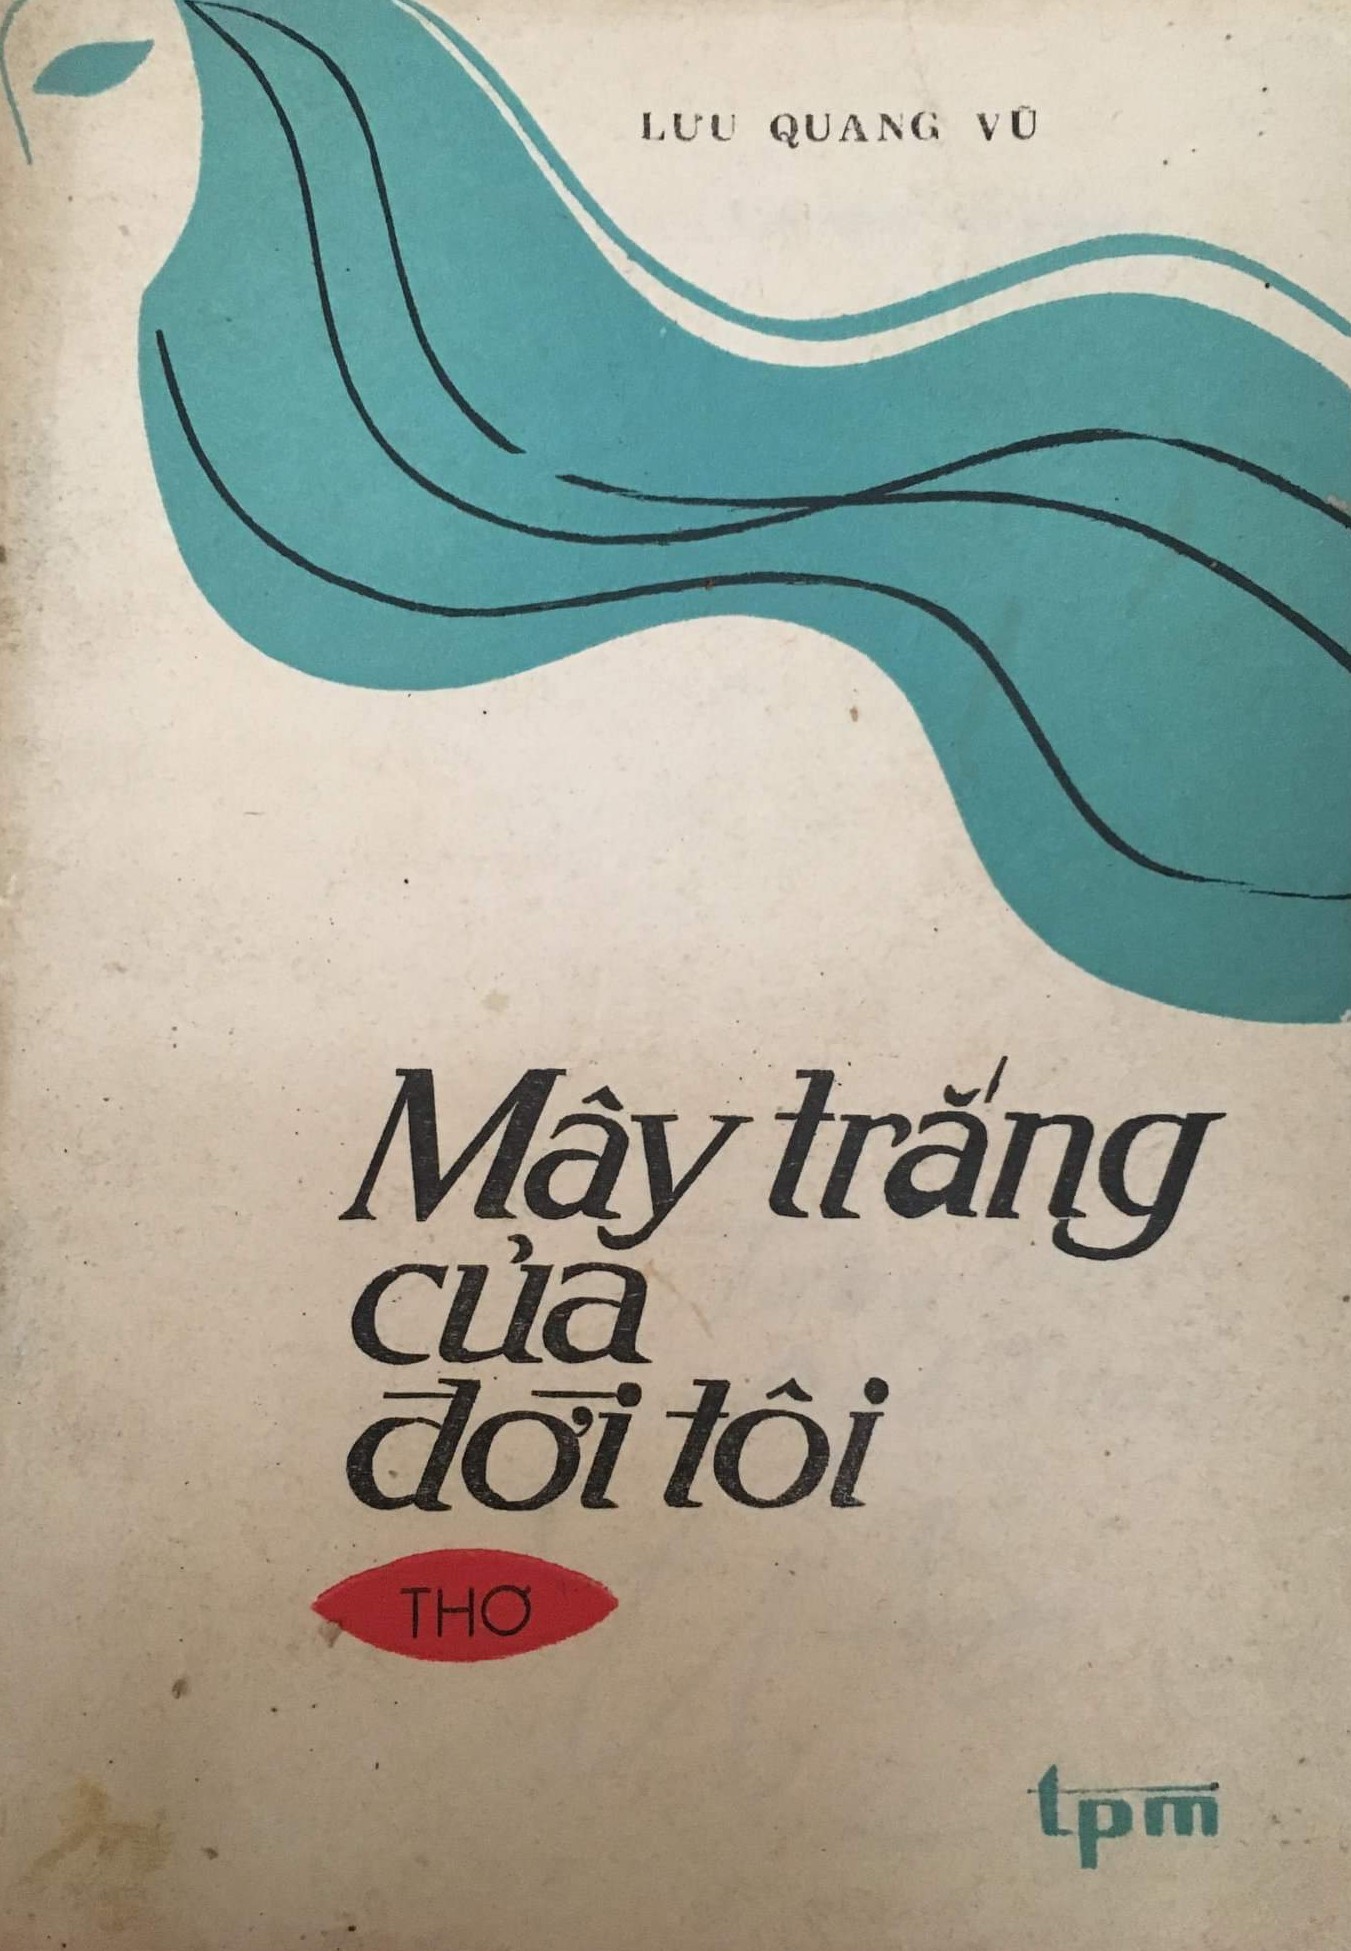 LƯU QUANG VŨ
Mây trắng
của
đời tôi
THƠ
tpm